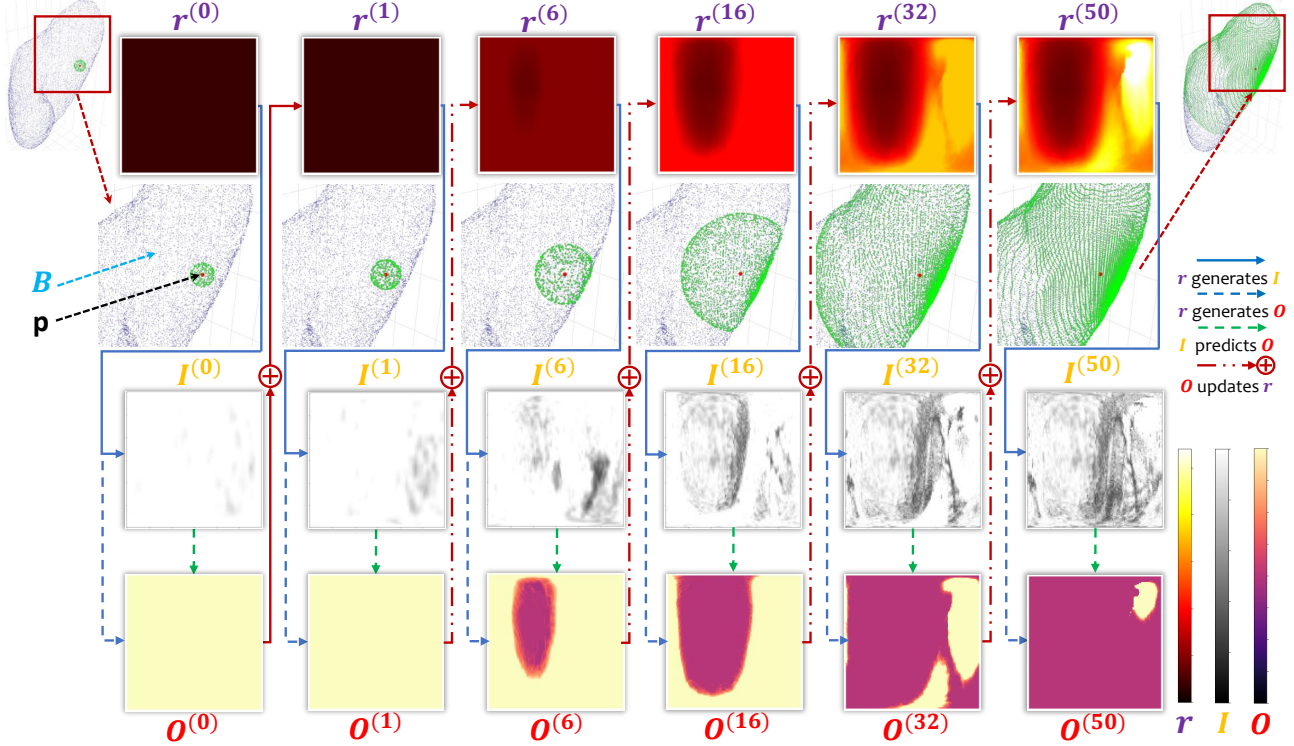 r^(0) r^(1) r^(6) r^(16) r^(32) r^(50)
B
p
r generates I
r generates O
I predicts O
O updates r
I^(0) I^(1) I^(6) I^(16) I^(32) I^(50)
O^(0) O^(1) O^(6) O^(16) O^(32) O^(50)
r I O